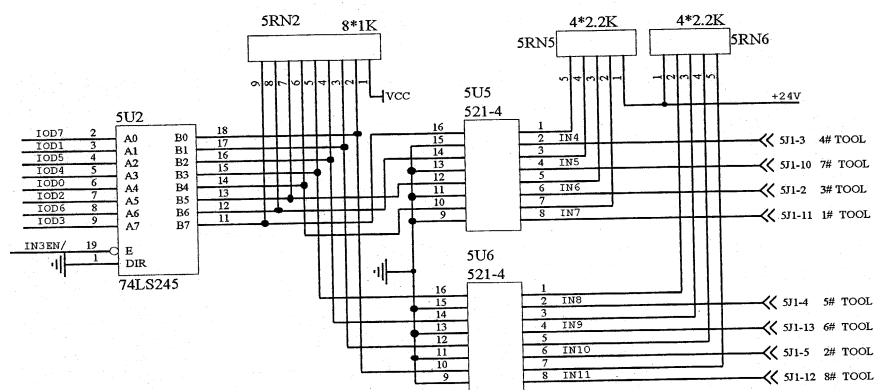 5RN2 8*1K
4*2.2K 4*2.2K
5RN5 5RN6
9 8 7 6 5 4 3 2 1
5 4 3 2 1
1 2 3 4 5
VCC
+24V
5U2
5U5
521-4
IOD7 2 A0 B0 18
IOD1 3 A1 B1 17
IOD5 4 A2 B2 16
IOD4 5 A3 B3 15
IOD0 6 A4 B4 14
IOD2 7 A5 B5 13
IOD6 8 A6 B6 12
IOD3 9 A7 B7 11
IN3EN/ 19 E
1 DIR
74LS245
16 1
15 2 IN4 5J1-3 4# TOOL
14 3
13 4 IN5 5J1-10 7# TOOL
12 5
11 6 IN6 5J1-2 3# TOOL
10 7
9 8 IN7 5J1-11 1# TOOL
5U6
521-4
16 1
15 2 IN8 5J1-4 5# TOOL
14 3
13 4 IN9 5J1-13 6# TOOL
12 5
11 6 IN10 5J1-5 2# TOOL
10 7
9 8 IN11 5J1-12 8# TOOL